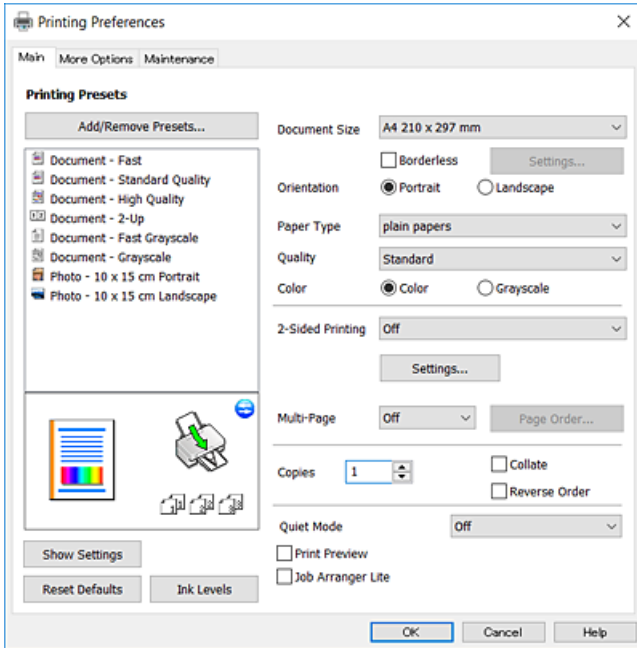 Printing Preferences
Main More Options Maintenance
Printing Presets
Add/Remove Presets...
Document - Fast
Document - Standard Quality
Document - High Quality
Document - 2-Up
Document - Fast Grayscale
Document - Grayscale
Photo - 10 x 15 cm Portrait
Photo - 10 x 15 cm Landscape
Show Settings
Reset Defaults Ink Levels
Document Size A4 210 x 297 mm
Borderless Settings...
Orientation Portrait Landscape
Paper Type plain papers
Quality Standard
Color Color Grayscale
2-Sided Printing Off
Settings...
Multi-Page Off Page Order...
Copies 1 Collate
Reverse Order
Quiet Mode Off
Print Preview
Job Arranger Lite
OK Cancel Help